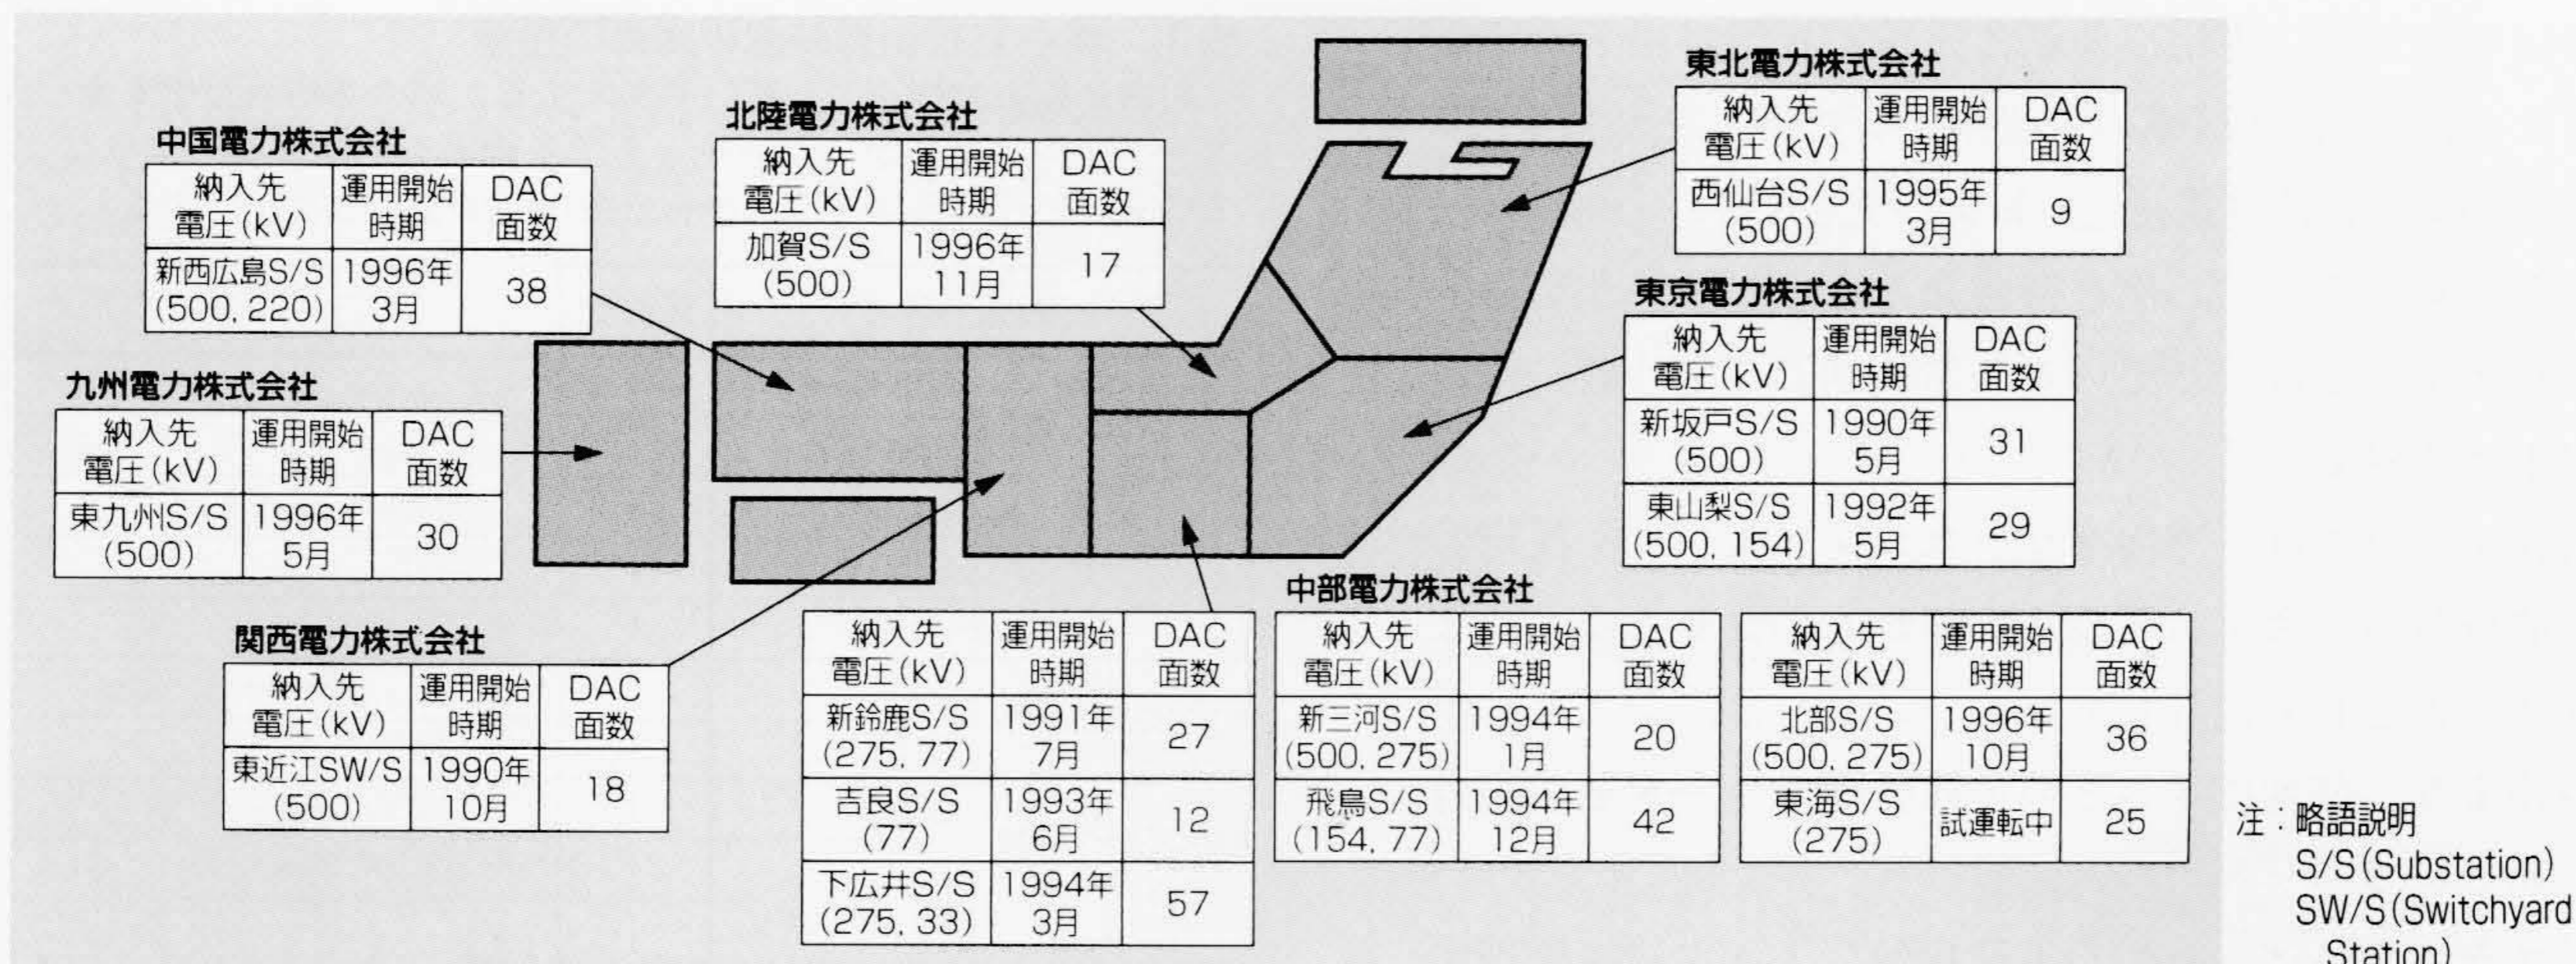 東北電力株式会社
納入先 運用開始 DAC
電圧(kV) 時期 面数
西仙台S/S 1995年 9
(500) 3月
北陸電力株式会社
納入先 運用開始 DAC
電圧(kV) 時期 面数
加賀S/S 1996年 17
(500) 11月
中国電力株式会社
納入先 運用開始 DAC
電圧(kV) 時期 面数
新西広島S/S 1996年 38
(500, 220) 3月
東京電力株式会社
納入先 運用開始 DAC
電圧(kV) 時期 面数
新坂戸S/S 1990年 31
(500) 5月
東山梨S/S 1992年 29
(500, 154) 5月
九州電力株式会社
納入先 運用開始 DAC
電圧(kV) 時期 面数
東九州S/S 1996年 30
(500) 5月
関西電力株式会社
納入先 運用開始 DAC
電圧(kV) 時期 面数
東近江SW/S 1990年 18
(500) 10月
中部電力株式会社
納入先 運用開始 DAC
電圧(kV) 時期 面数
新鈴鹿S/S 1991年 27
(275, 77) 7月
吉良S/S 1993年 12
(77) 6月
下広井S/S 1994年 57
(275, 33) 3月
納入先 運用開始 DAC
電圧(kV) 時期 面数
新三河S/S 1994年 20
(500, 275) 1月
飛鳥S/S 1994年 42
(154, 77) 12月
納入先 運用開始 DAC
電圧(kV) 時期 面数
北部S/S 1996年 36
(500, 275) 10月
東海S/S 試運転中 25
(275)
注：略語説明
S/S(Substation)
SW/S(Switchyard
Station)